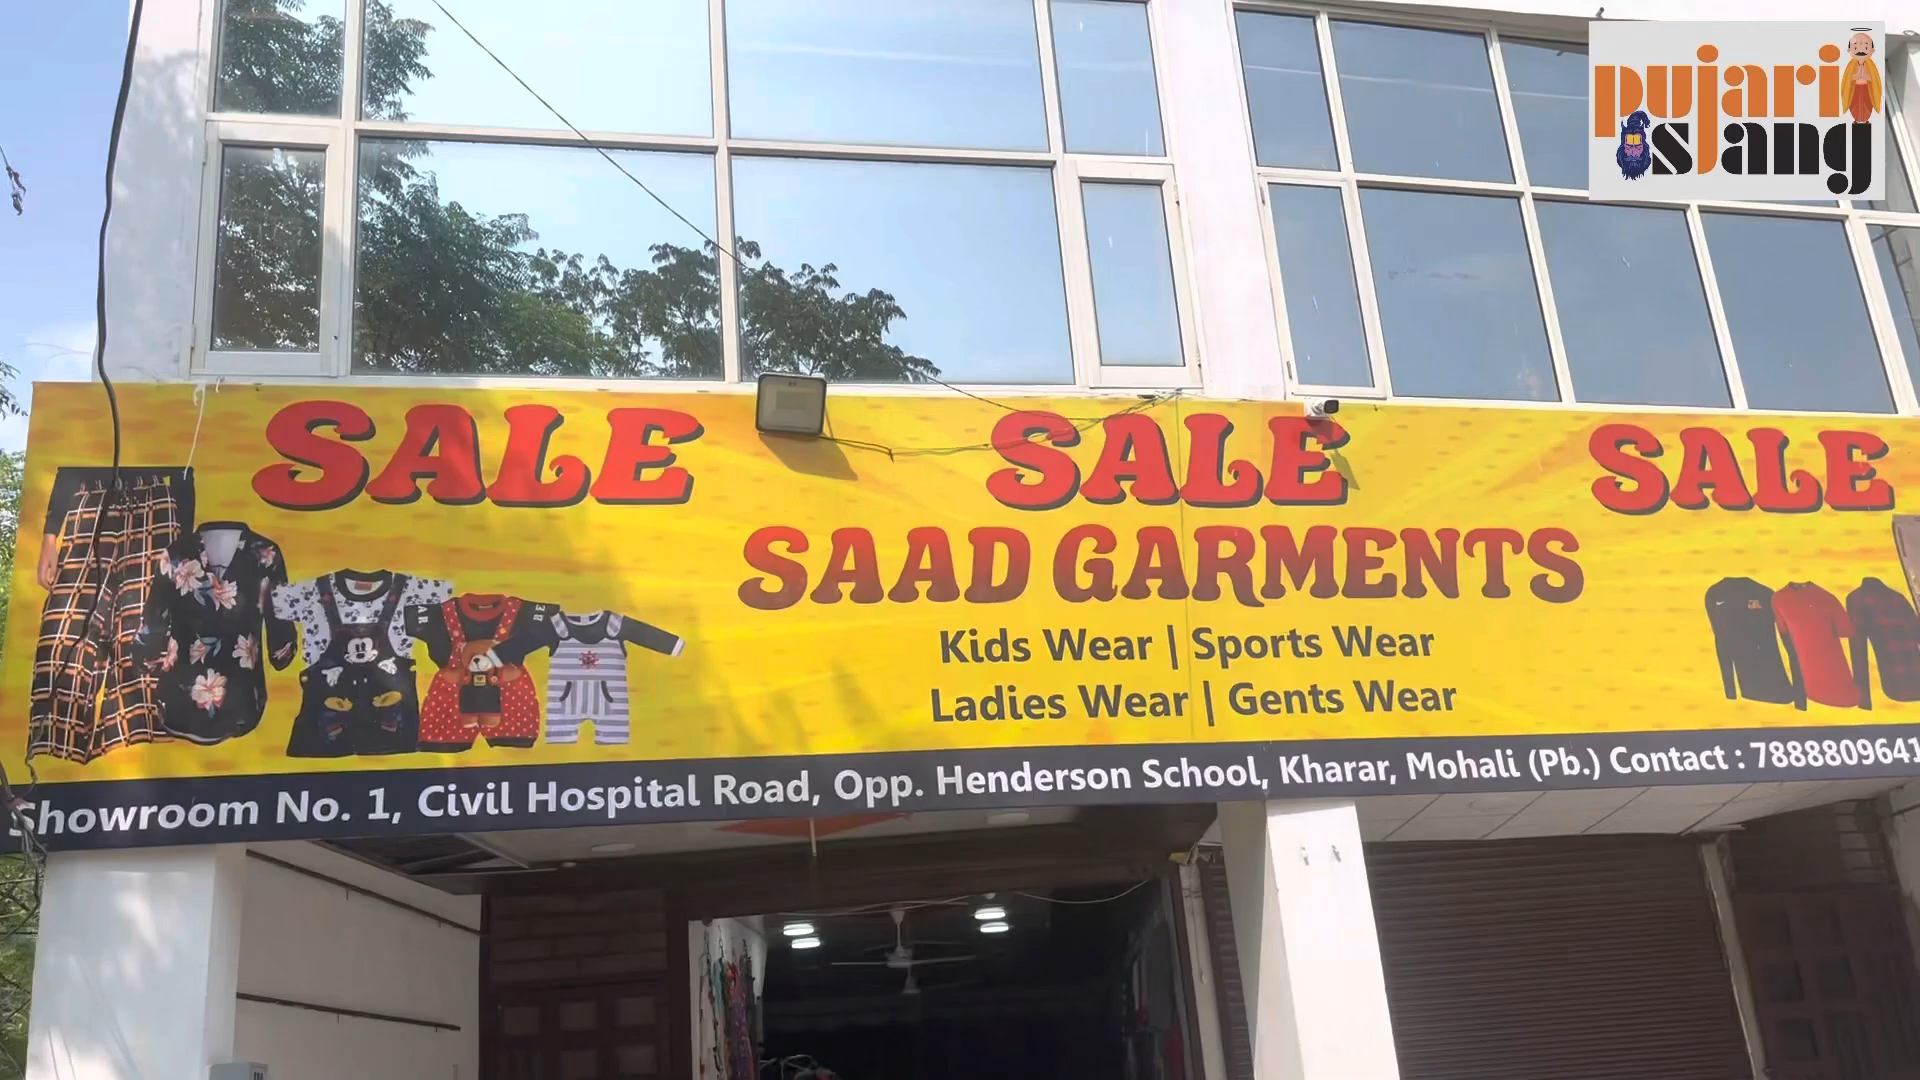 pujari
slang
SALE SALE SALE
SAAD GARMENTS
Kids Wear | Sports Wear
Ladies Wear | Gents Wear
Showroom No. 1, Civil Hospital Road, Opp. Henderson School, Kharar, Mohali (Pb.) Contact : 7888809641